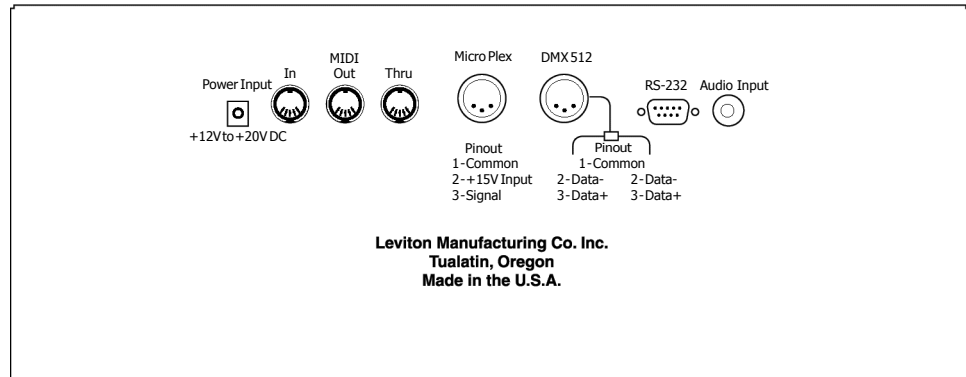 Power Input
+12V to +20V DC
MIDI
In Out Thru
Micro Plex
Pinout
1-Common
2-+15V Input
3-Signal
DMX 512
Pinout
1-Common
2-Data- 2-Data-
3-Data+ 3-Data+
RS-232
Audio Input
Leviton Manufacturing Co. Inc.
Tualatin, Oregon
Made in the U.S.A.